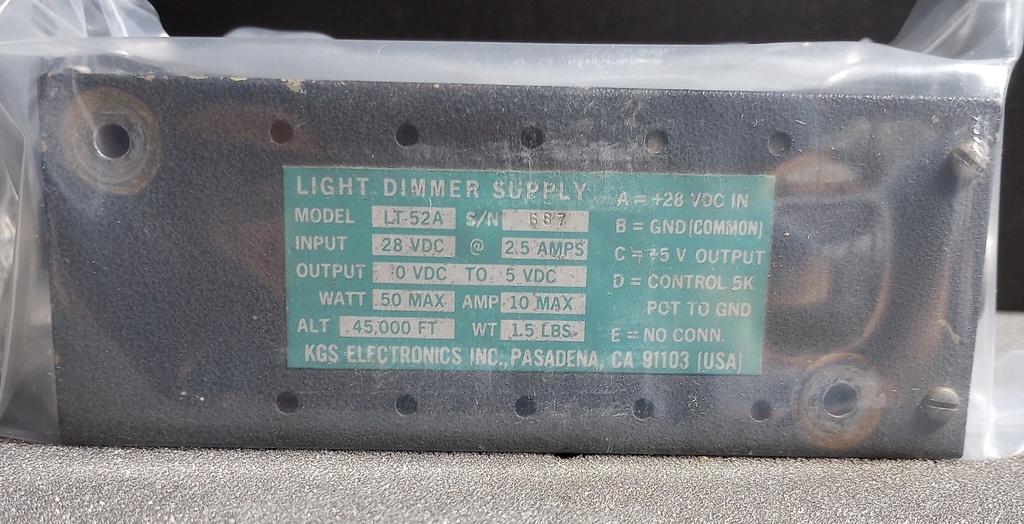 LIGHT DIMMER SUPPLY
MODEL LT-52A S/N 687
INPUT 28 VDC @ 2.5 AMPS
OUTPUT 0 VDC TO 5 VDC
WATT 50 MAX AMP 10 MAX
ALT 45,000 FT WT 1.5 LBS
KGS ELECTRONICS INC., PASADENA, CA 91103 (USA)
A = +28 VDC IN
B = GND (COMMON)
C = +5 V OUTPUT
D = CONTROL 5K
POT TO GND
E = NO CONN.